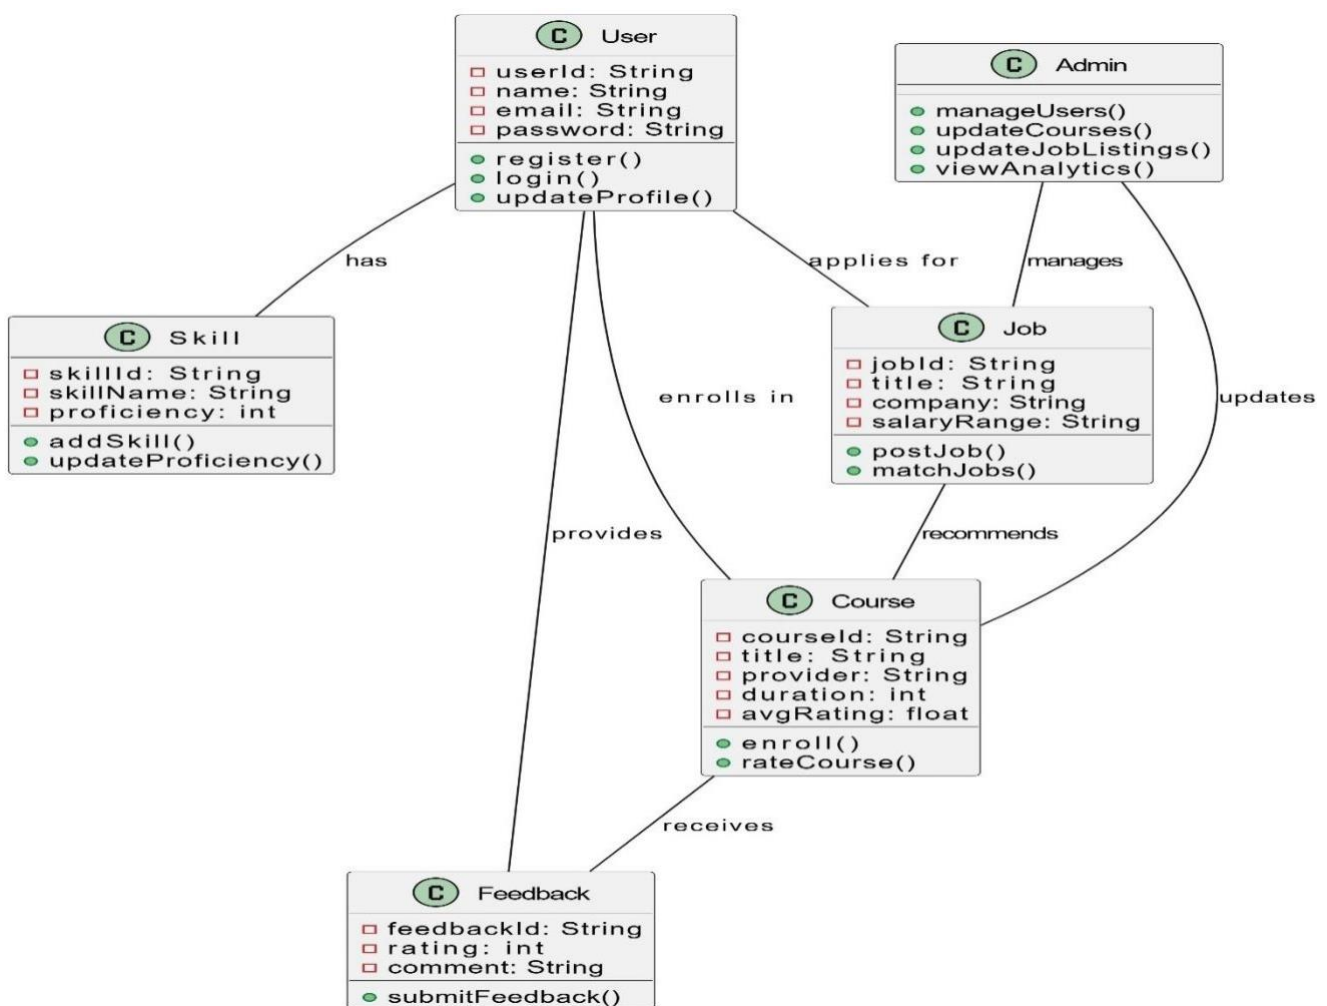 C User
userId: String
name: String
email: String
password: String
register()
login()
updateProfile()
C Admin
manageUsers()
updateCourses()
updateJobListings()
viewAnalytics()
has
applies for
manages
C Skill
skillId: String
skillName: String
proficiency: int
addSkill()
updateProficiency()
C Job
jobId: String
title: String
company: String
salaryRange: String
postJob()
matchJobs()
enrolls in
updates
provides
recommends
C Course
courseId: String
title: String
provider: String
duration: int
avgRating: float
enroll()
rateCourse()
receives
C Feedback
feedbackId: String
rating: int
comment: String
submitFeedback()